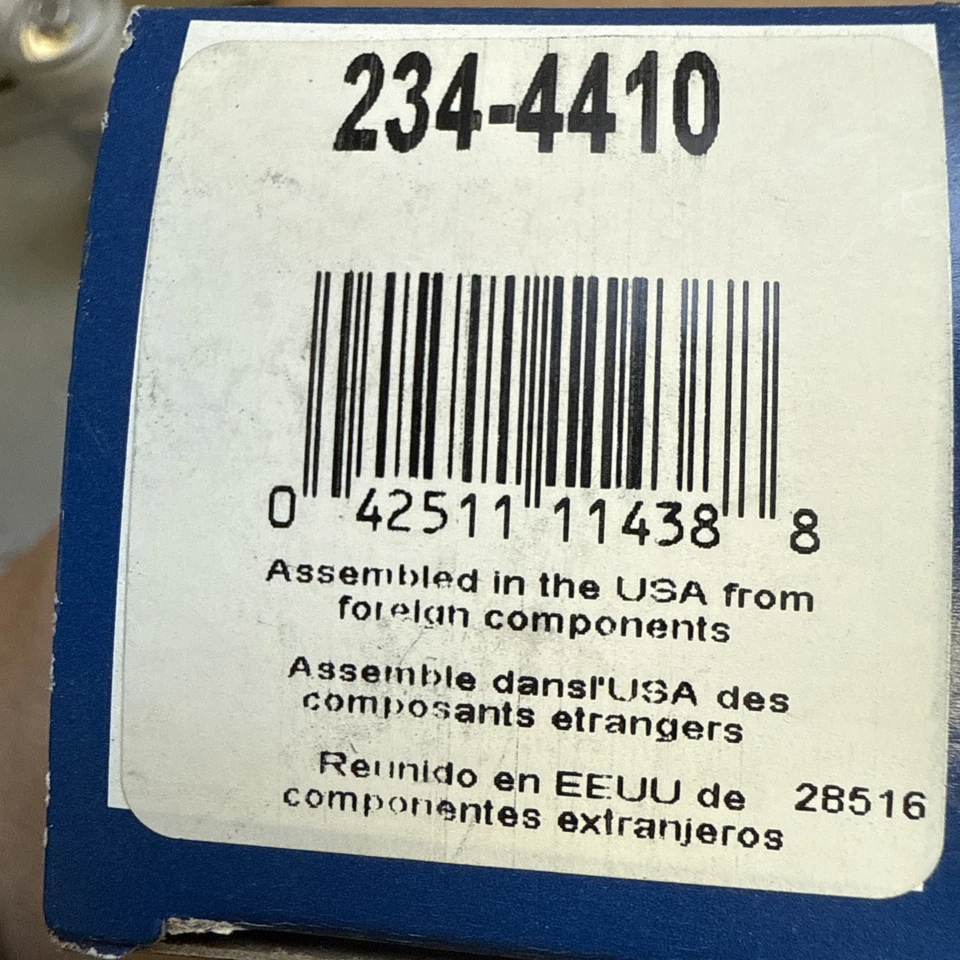 234-4410
0 42511 11438 8
Assembled in the USA from
foreign components
Assemble dansl'USA des
composants etrangers
Reunido en EEUU de 28516
componentes extranjeros